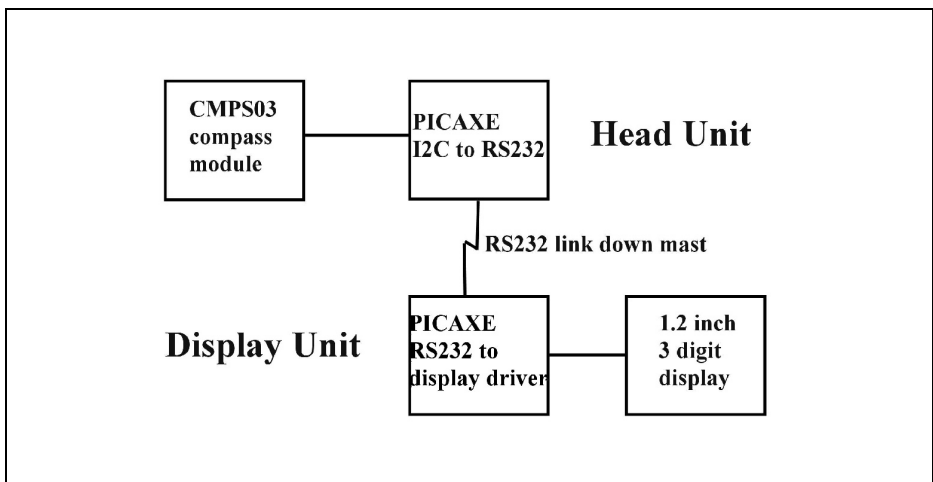 CMPS03
compass
module
PICAXE
I2C to RS232
Head Unit
RS232 link down mast
Display Unit
PICAXE
RS232 to
display driver
1.2 inch
3 digit
display